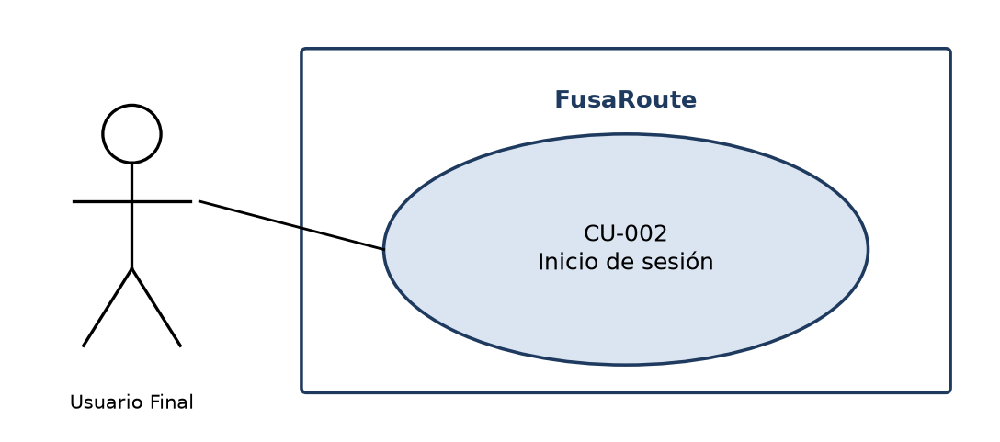 FusaRoute
CU-002
Inicio de sesión
Usuario Final